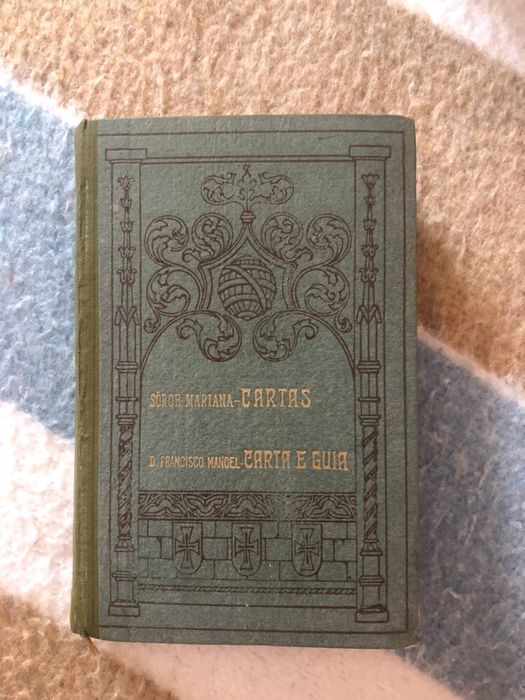 SÓROR MARIANA-CARTAS
D. FRANCISCO MANOEL-CARTA E GUIA